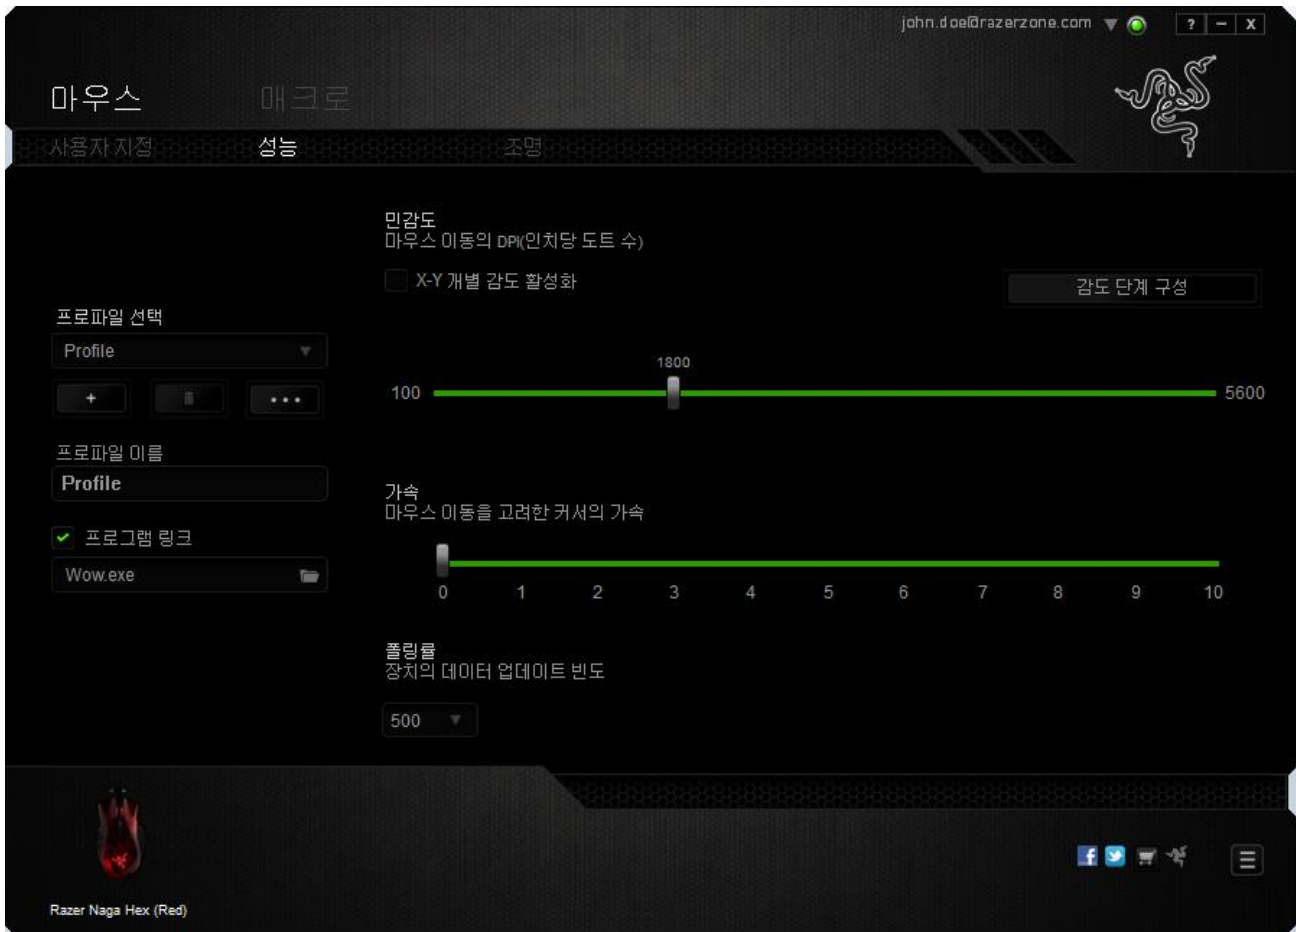 john.doe@razerzone.com
? − X
마우스 매크로
사용자 지정 성능 조명
민감도
마우스 이동의 DPI(인치당 도트 수)
X-Y 개별 감도 활성화
감도 단계 구성
프로파일 선택
Profile
+ •••
프로파일 이름
Profile
프로그램 링크
Wow.exe
1800
100 5600
가속
마우스 이동을 고려한 커서의 가속
0 1 2 3 4 5 6 7 8 9 10
폴링률
장치의 데이터 업데이트 빈도
500
Razer Naga Hex (Red)